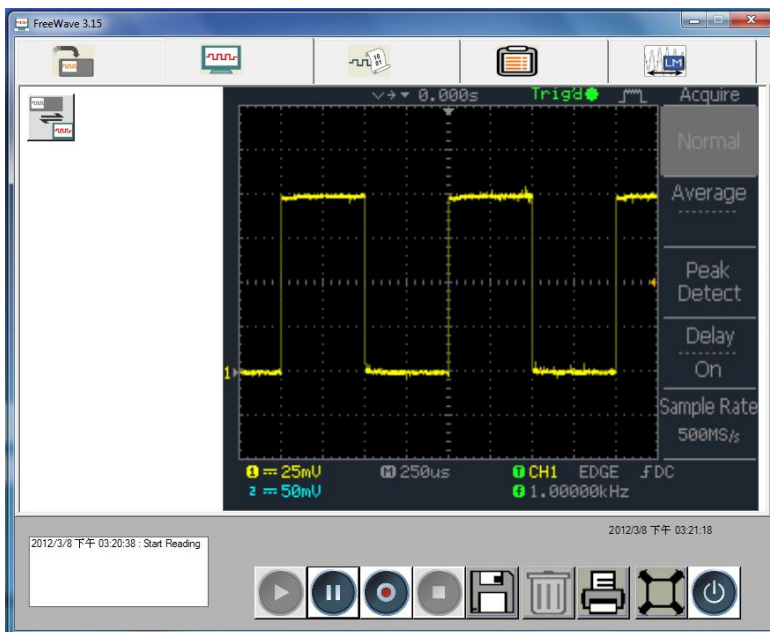 FreeWave 3.15
LM
0.000s Trig'd Acquire
Normal
Average
Peak
Detect
Delay
On
1
Sample Rate
500MS/s
1 25mV M 250us T CH1 EDGE DC
2 50mV f 1.00000kHz
2012/3/8 下午 03:21:18
2012/3/8 下午 03:20:38 : Start Reading